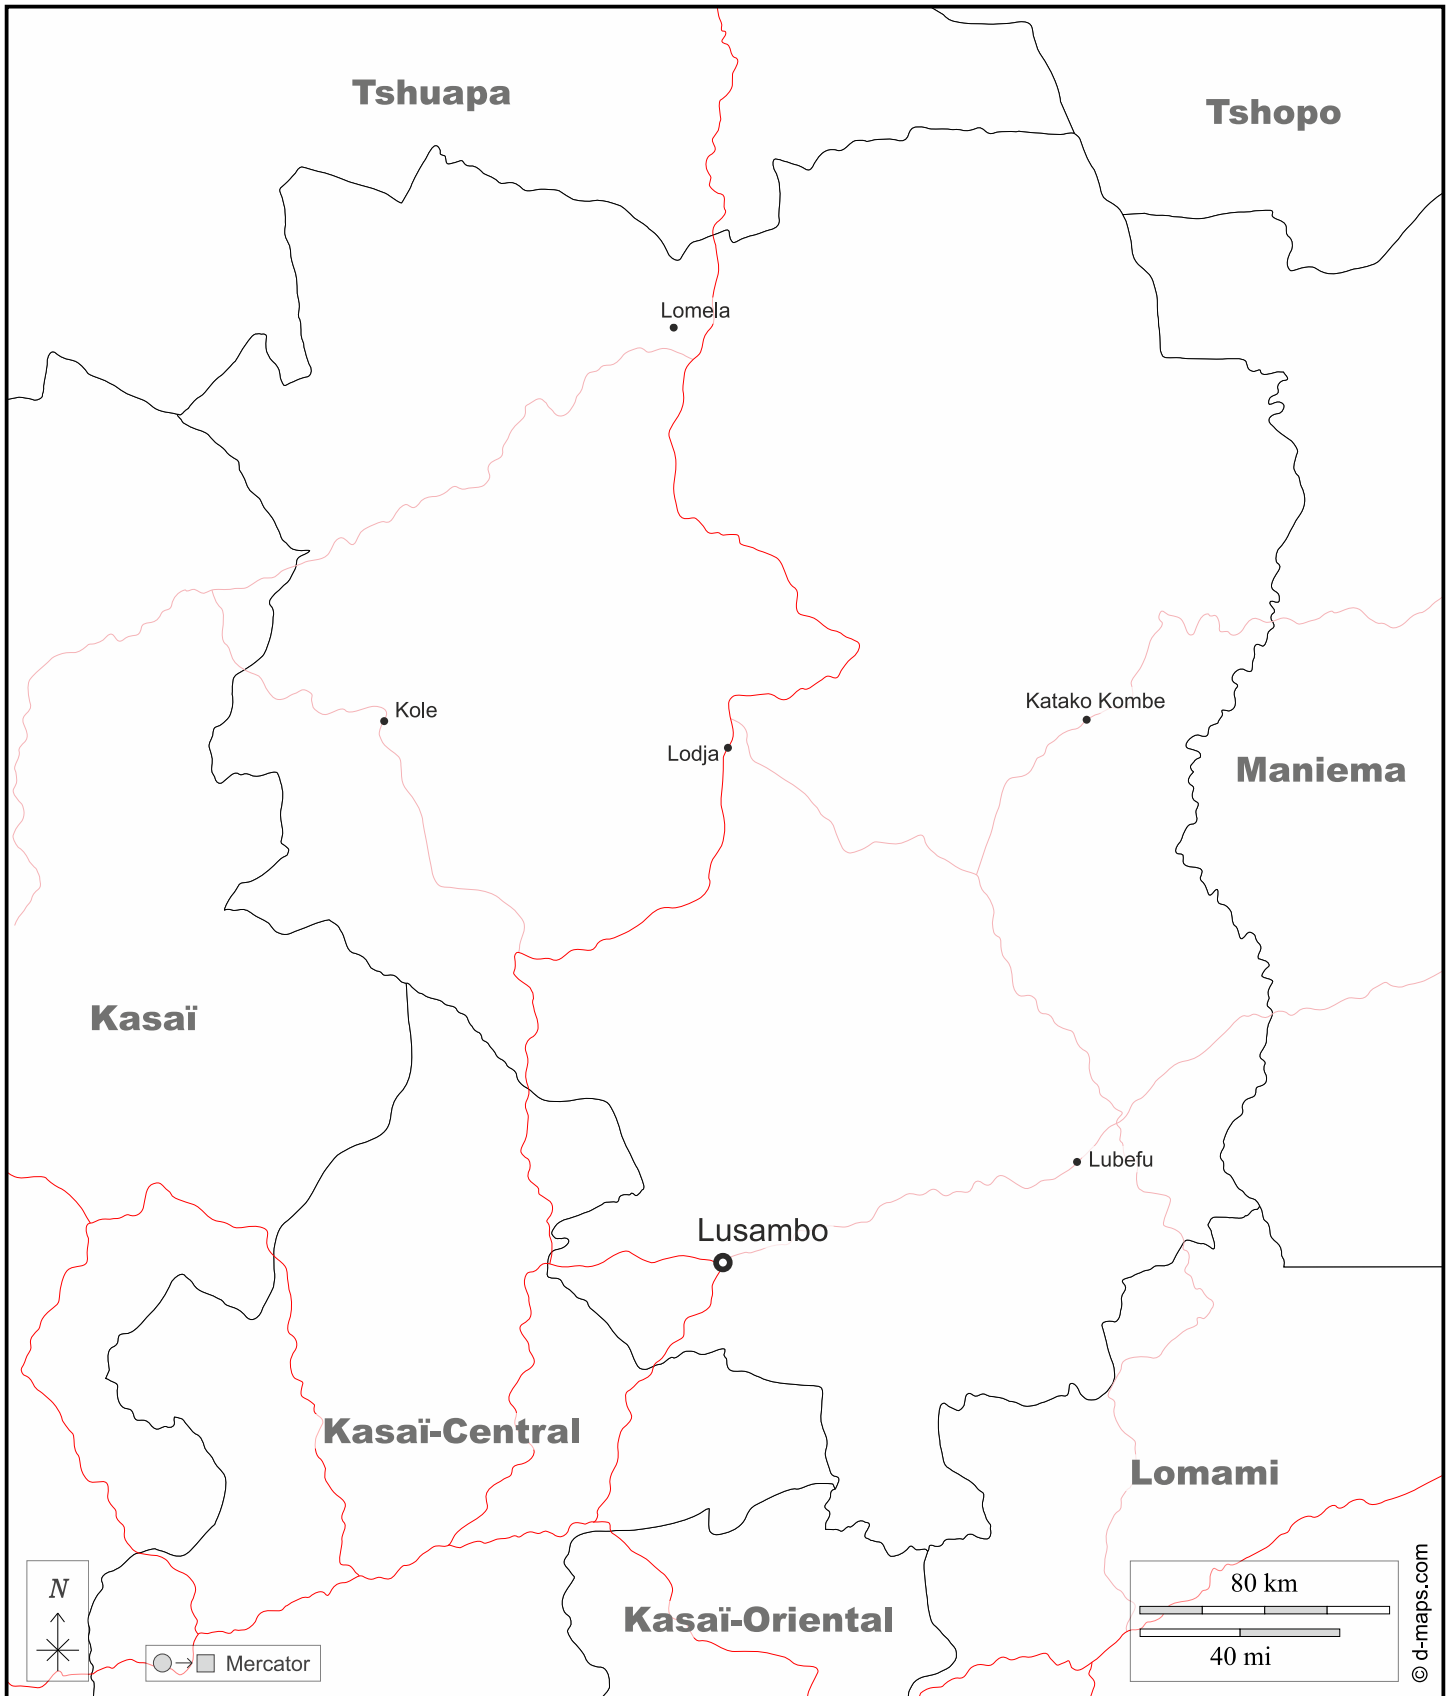 Tshuapa
Tshopo
Lomela
Katako Kombe
Kole
Lodja
Maniema
Kasaï
Lubefu
Lusambo
Kasaï-Central
Lomami
N
80 km
Kasaï-Oriental
40 mi
Mercator
© d-maps.com